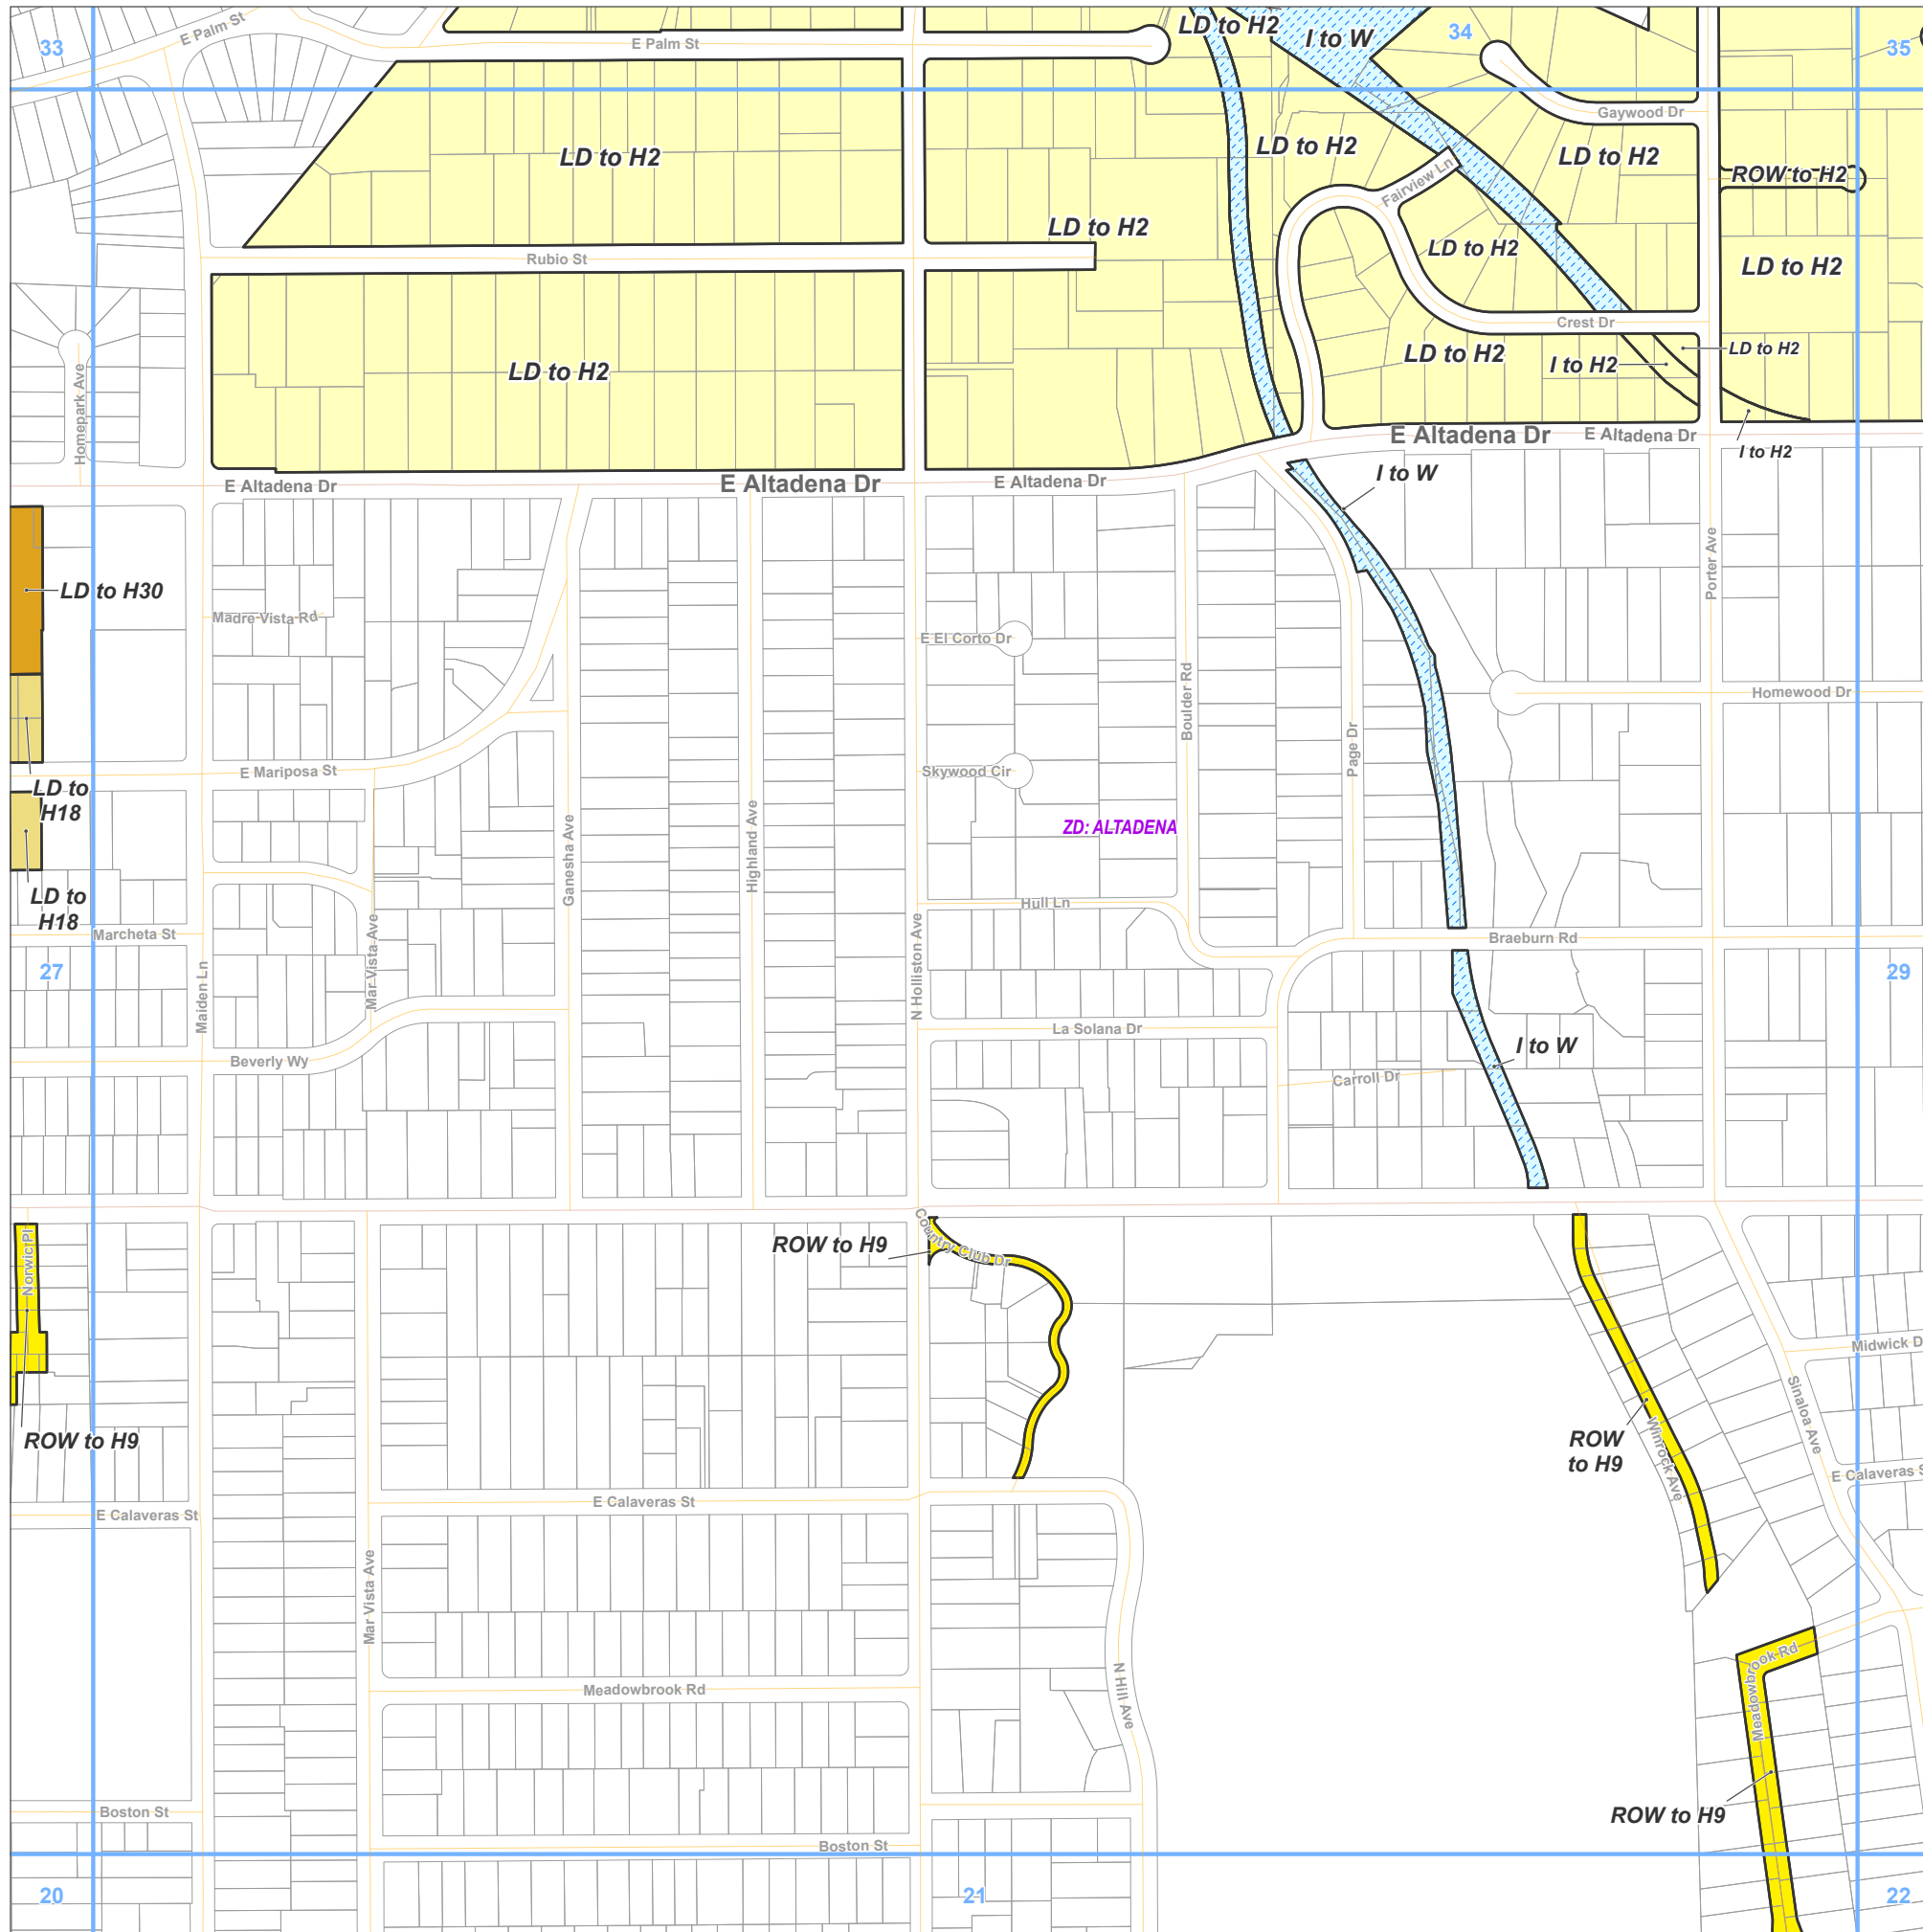 33
E Palm St
E Palm St
LD to H2
I to W
34
35
Gaywood Dr
LD to H2
LD to H2
LD to H2
Fairview Ln
ROW to H2
LD to H2
LD to H2
Rubio St
LD to H2
Crest Dr
LD to H2
LD to H2
I to H2
LD to H2
Homepark Ave
E Altadena Dr
E Altadena Dr
I to H2
E Altadena Dr
E Altadena Dr
E Altadena Dr
I to W
Porter Ave
LD to H30
Madre Vista Rd
E El Corto Dr
Boulder Rd
Page Dr
Homewood Dr
E Mariposa St
Skywood Cir
LD to
H18
ZD: ALTADENA
Ganesha Ave
Highland Ave
LD to
H18
Hull Ln
Marcheta St
Braeburn Rd
Mar Vista Ave
N Holliston Ave
27
29
Maiden Ln
La Solana Dr
I to W
Beverly Wy
Carroll Dr
Norwic Pl
ROW to H9
Country Club Dr
Midwick D
Sinaloa Ave
ROW to H9
ROW
to H9
Winrock Ave
E Calaveras S
E Calaveras St
E Calaveras St
Mar Vista Ave
N Hill Ave
Meadowbrook Rd
Meadowbrook Rd
Meadowbrook Rd
ROW to H9
Boston St
Boston St
20
21
22